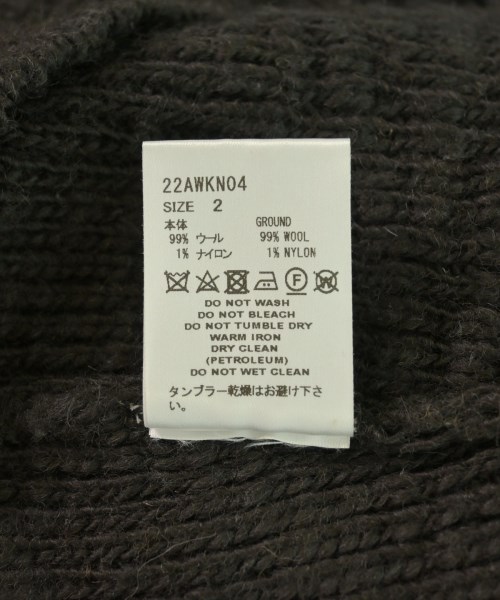 22AWKN04
SIZE 2
本体 GROUND
99% ウール 99% WOOL
1% ナイロン 1% NYLON
F W
DO NOT WASH
DO NOT BLEACH
DO NOT TUMBLE DRY
WARM IRON
DRY CLEAN
(PETROLEUM)
DO NOT WET CLEAN
タンブラー乾燥はお避け下さ
い。